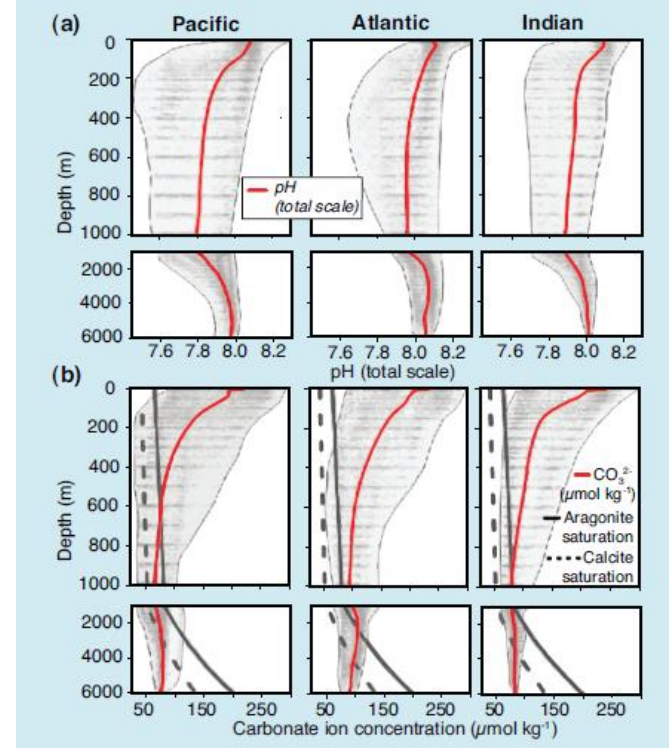 (a) Pacific Atlantic Indian
0
200
400
600
800
1000
Depth (m)
pH
(total scale)
2000
4000
6000
7.6 7.8 8.0 8.2 7.6 7.8 8.0 8.2 7.6 7.8 8.0 8.2
pH (total scale)
(b)
0
200
400
600
800
1000
Depth (m)
CO₃²⁻
(µmol kg⁻¹)
Aragonite
saturation
Calcite
saturation
2000
4000
6000
50 150 250 50 150 250 50 150 250
Carbonate ion concentration (µmol kg⁻¹)